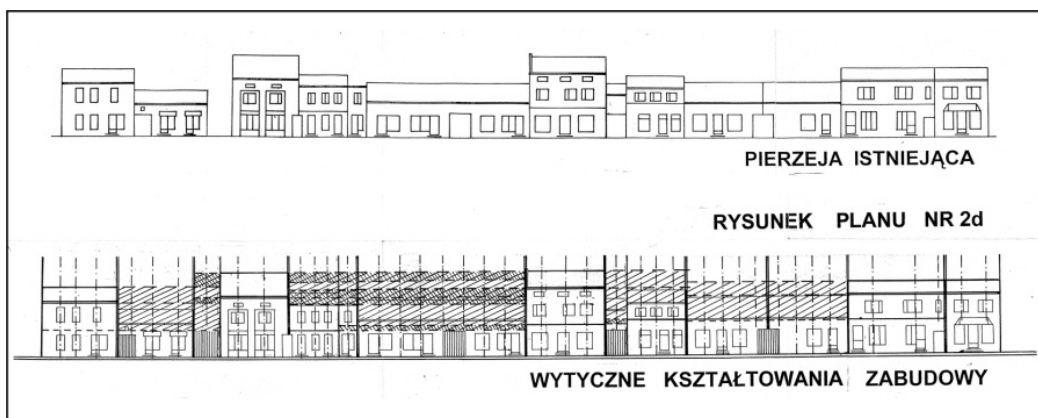 PIERZEJA ISTNIEJĄCA
RYSUNEK PLANU NR 2d
WYTYCZNE KSZTAŁTOWANIA ZABUDOWY